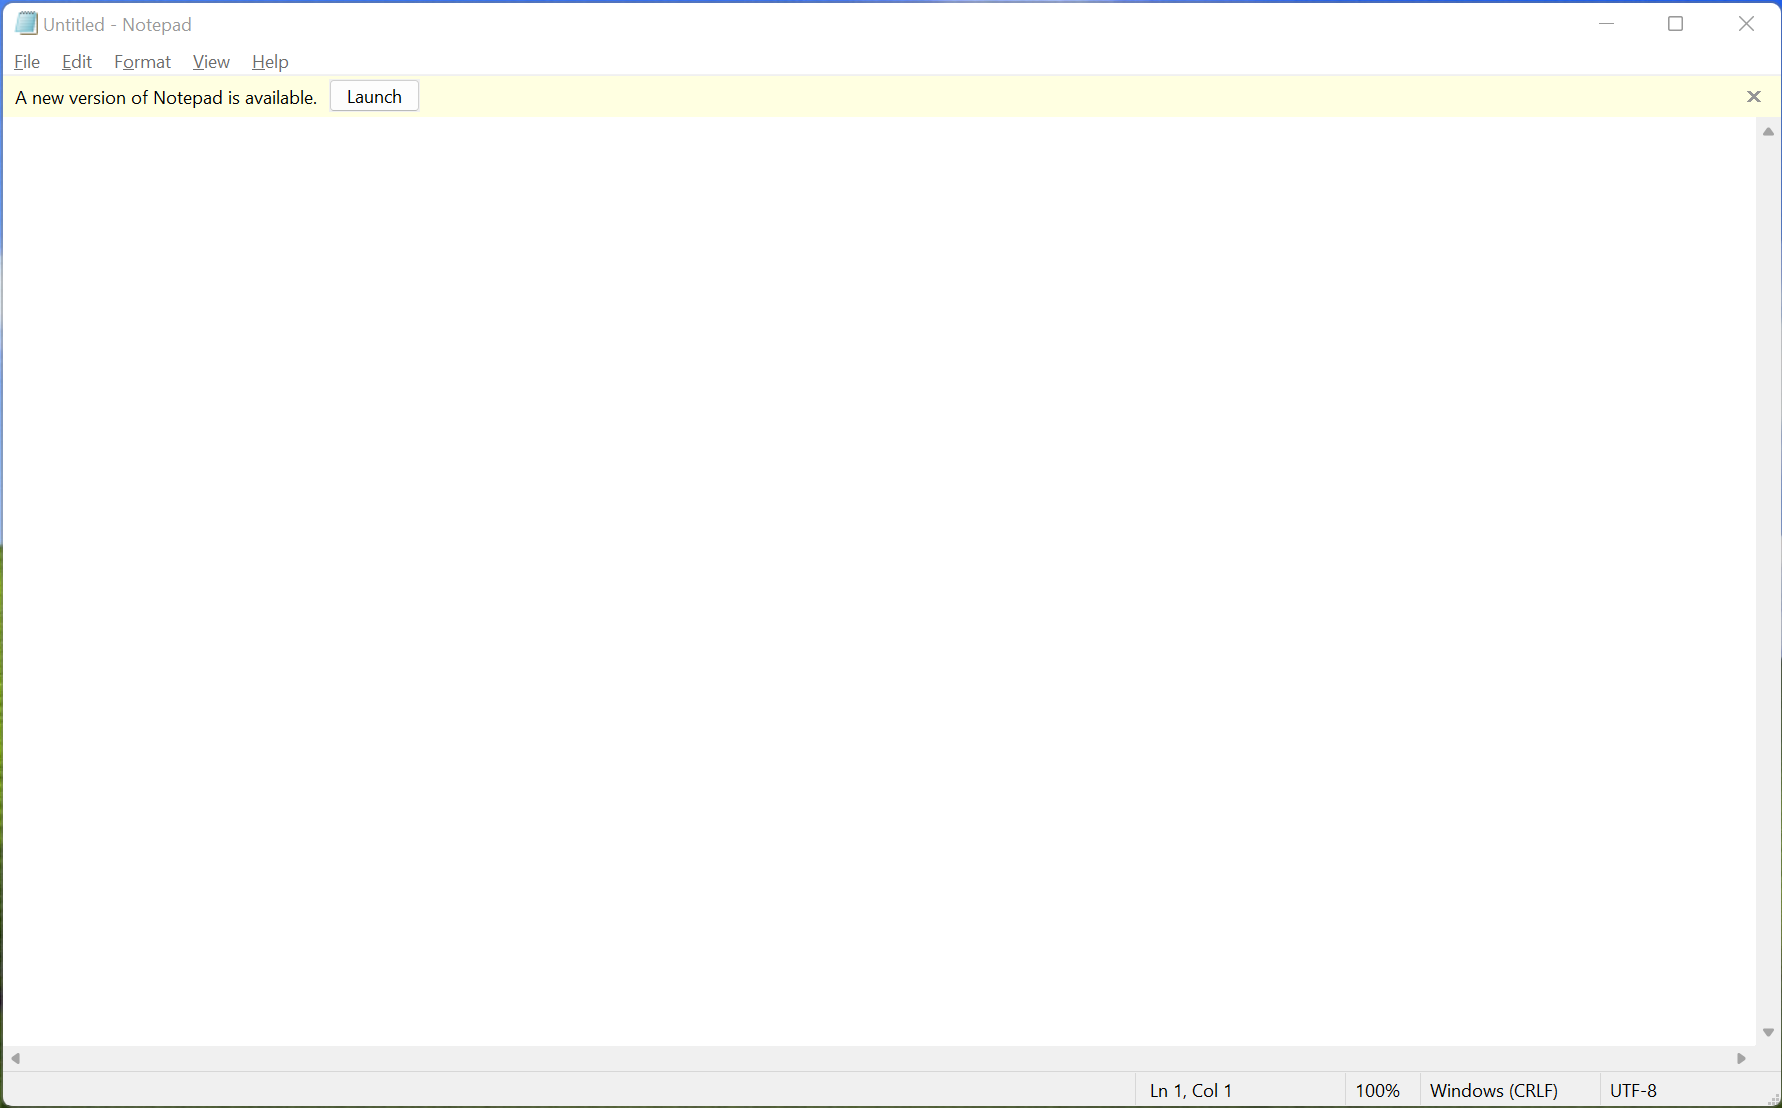 Untitled - Notepad
File Edit Format View Help
A new version of Notepad is available. Launch
Ln 1, Col 1 100% Windows (CRLF) UTF-8